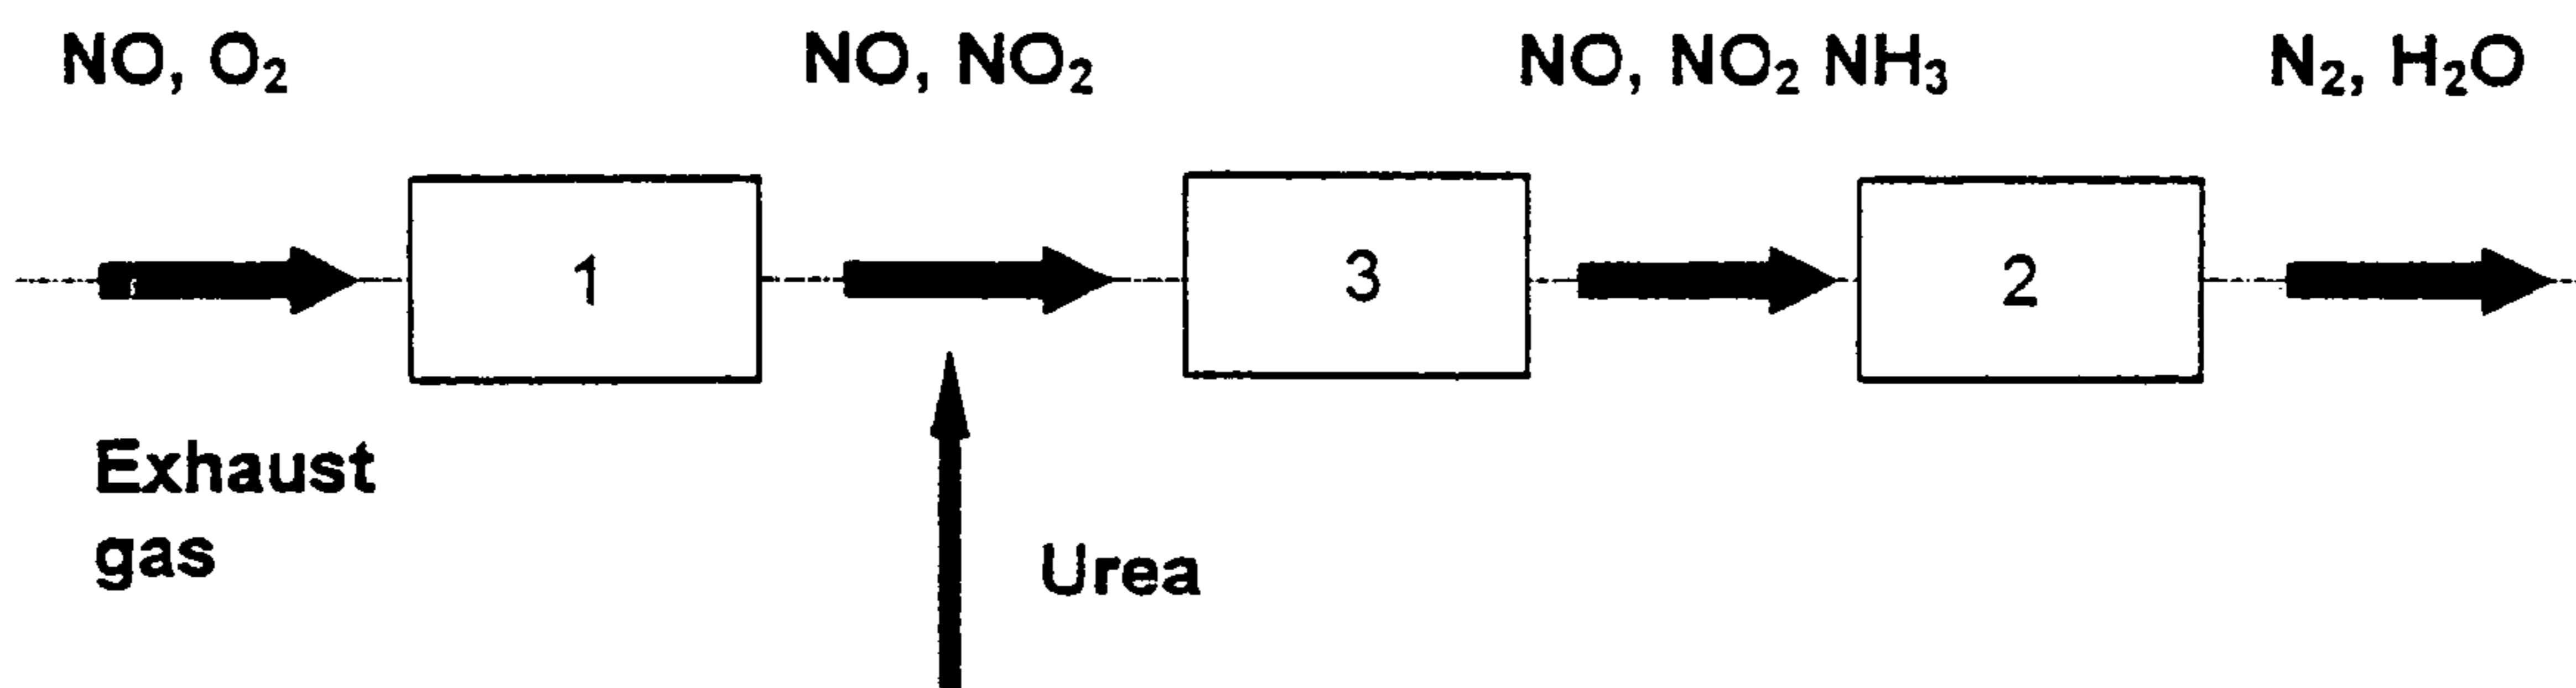 NO, O₂
NO, NO₂
NO, NO₂ NH₃
N₂, H₂O
1
3
2
Exhaust
gas
Urea